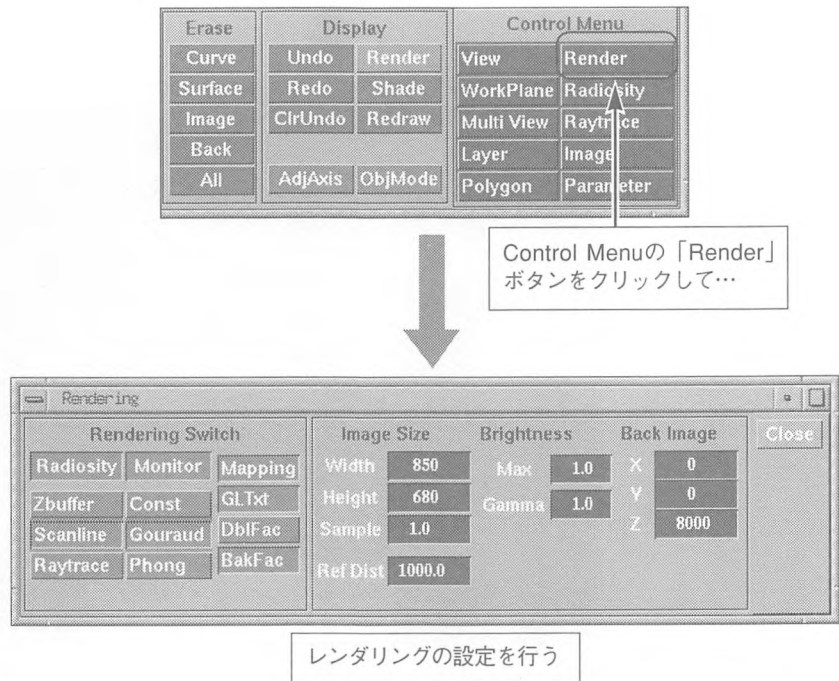 Erase
Curve
Surface
Image
Back
All
Display
Undo Render
Redo Shade
ClrUndo Redraw
AdjAxis ObjMode
Control Menu
View Render
WorkPlane Radiosity
Multi View Raytrace
Layer Image
Polygon Parameter
Control Menuの「Render」
ボタンをクリックして…
Rendering
Rendering Switch
Radiosity Monitor Mapping
Zbuffer Const GLTxt
Scanline Gouraud DblFac
Raytrace Phong BakFac
Image Size
Width 850
Height 680
Sample 1.0
Ref Dist 1000.0
Brightness
Max 1.0
Gamma 1.0
Back Image
X 0
Y 0
Z 8000
Close
レンダリングの設定を行う